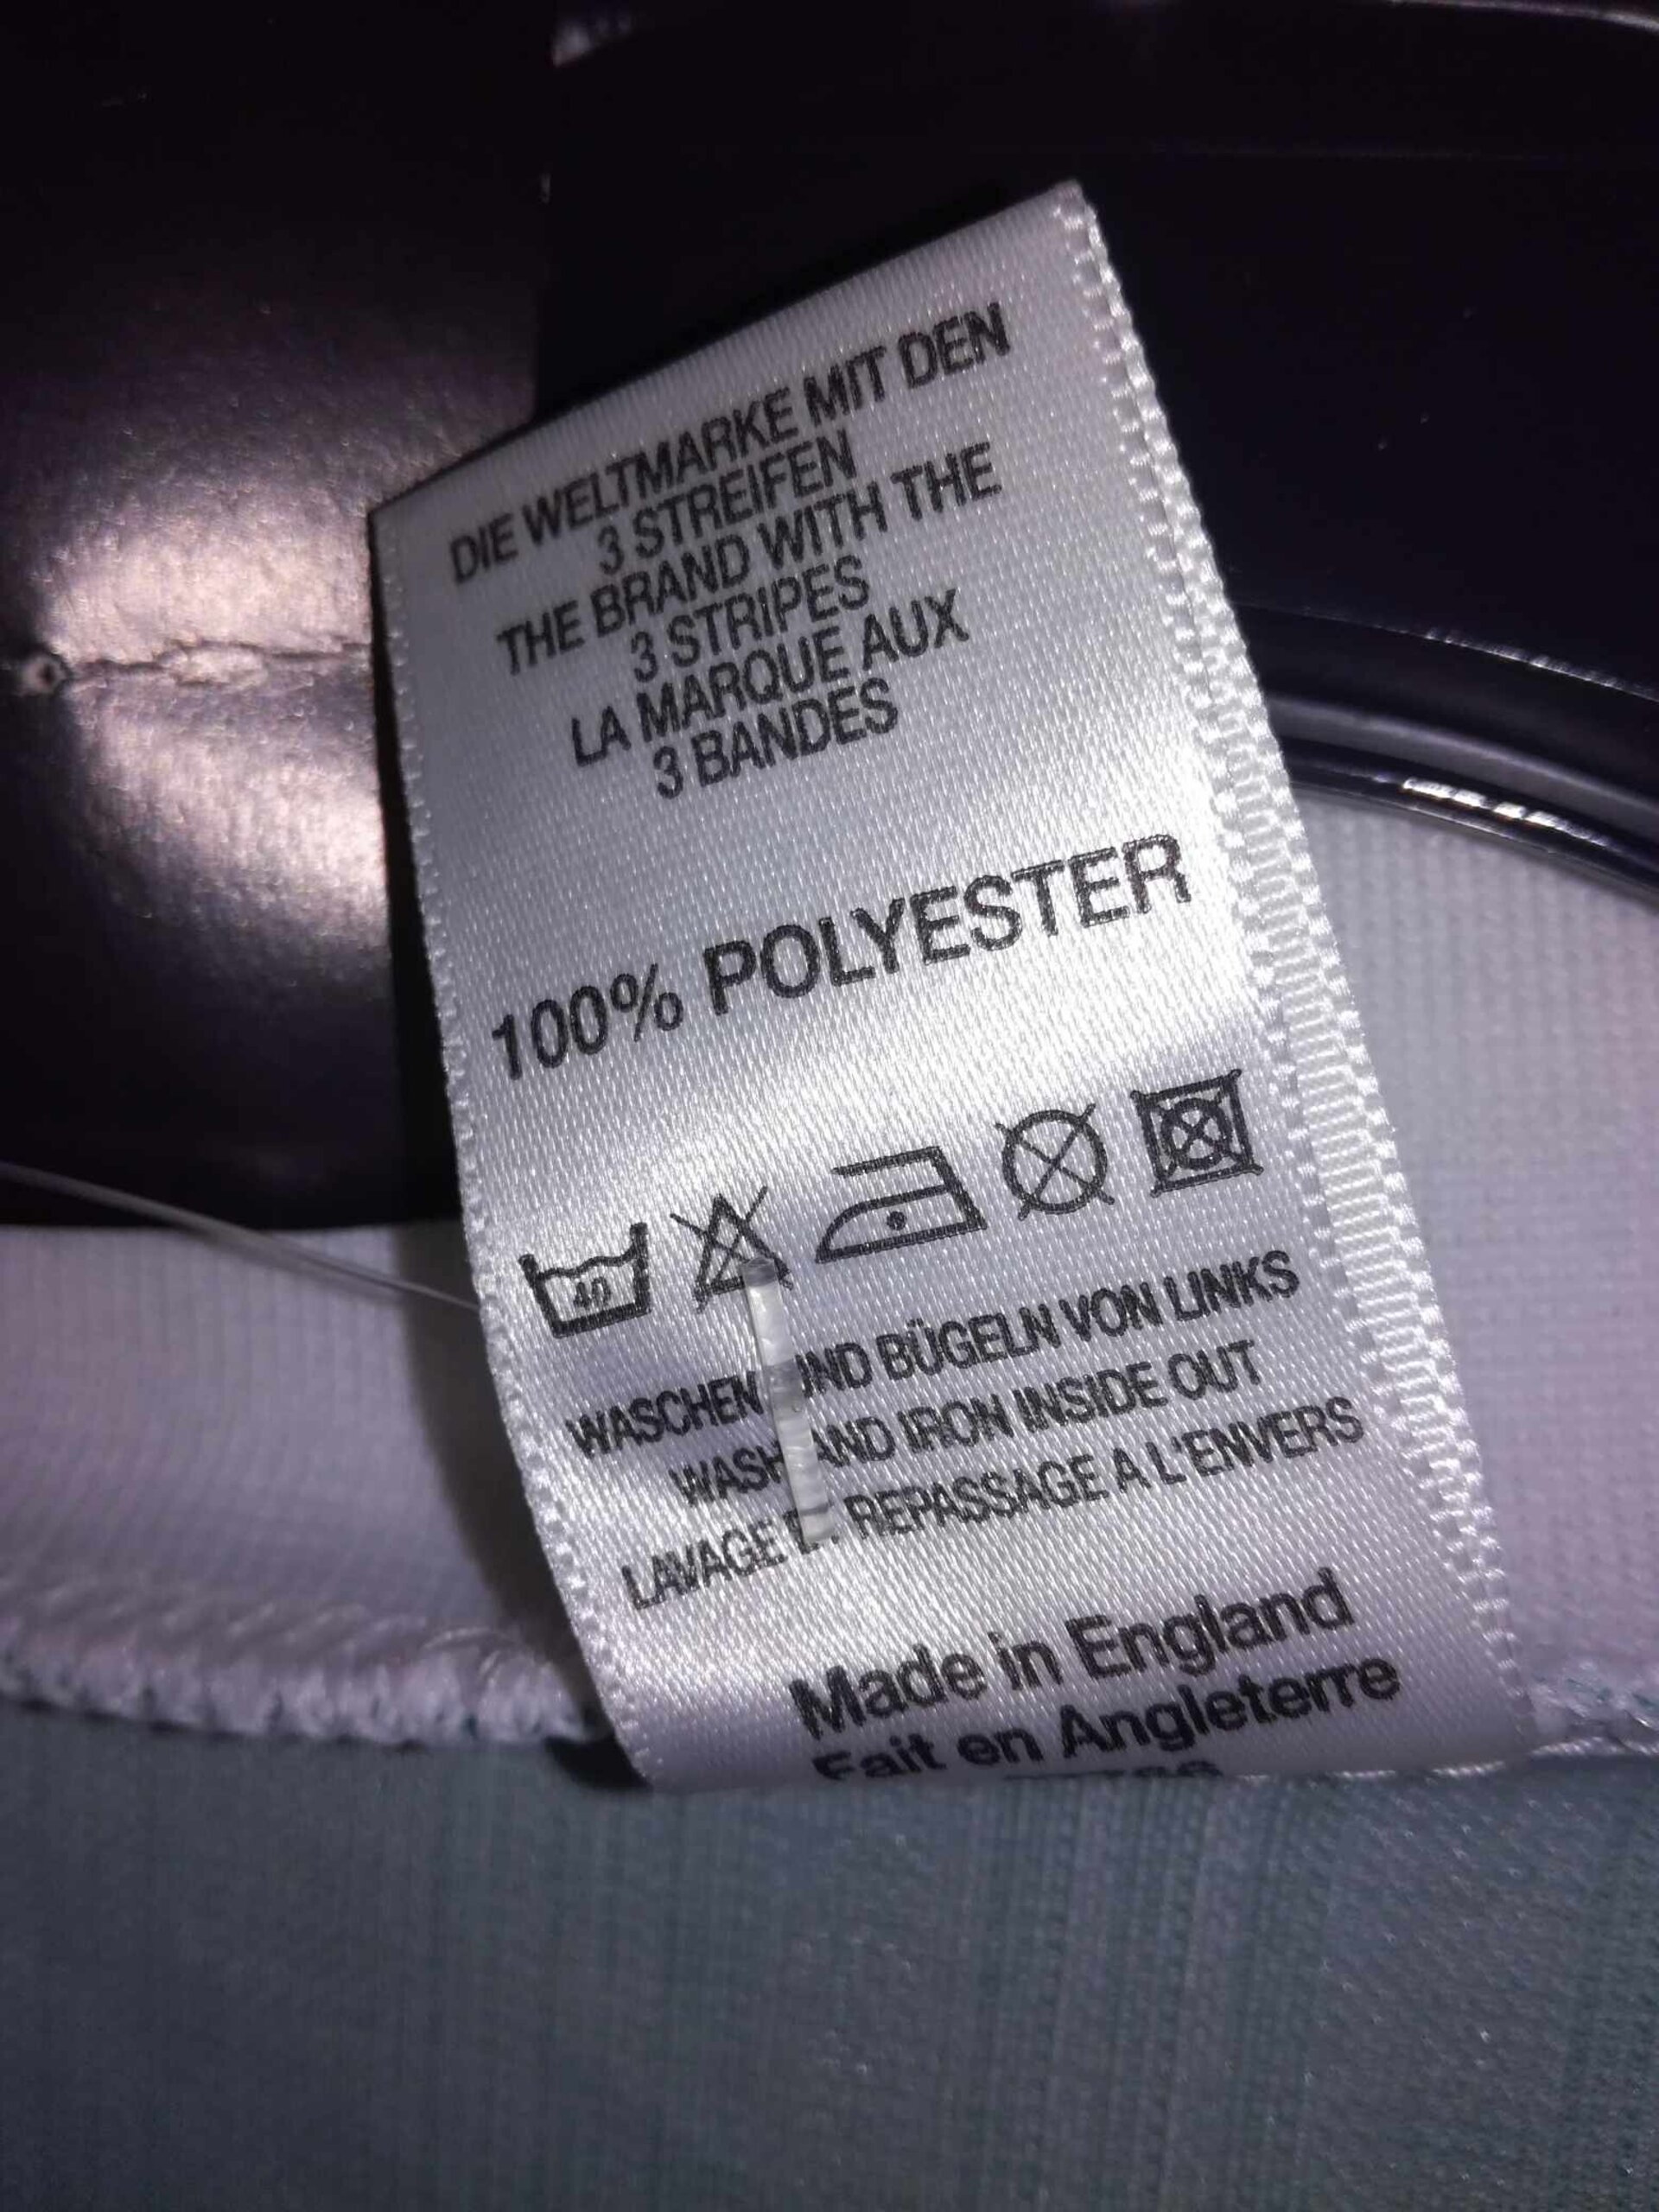 DIE WELTMARKE MIT DEN
3 STREIFEN
THE BRAND WITH THE
3 STRIPES
LA MARQUE AUX
3 BANDES
100% POLYESTER
40
WASCHEN UND BÜGELN VON LINKS
WASH AND IRON INSIDE OUT
LAVAGE ET REPASSAGE A L'ENVERS
Made in England
Fait en Angleterre